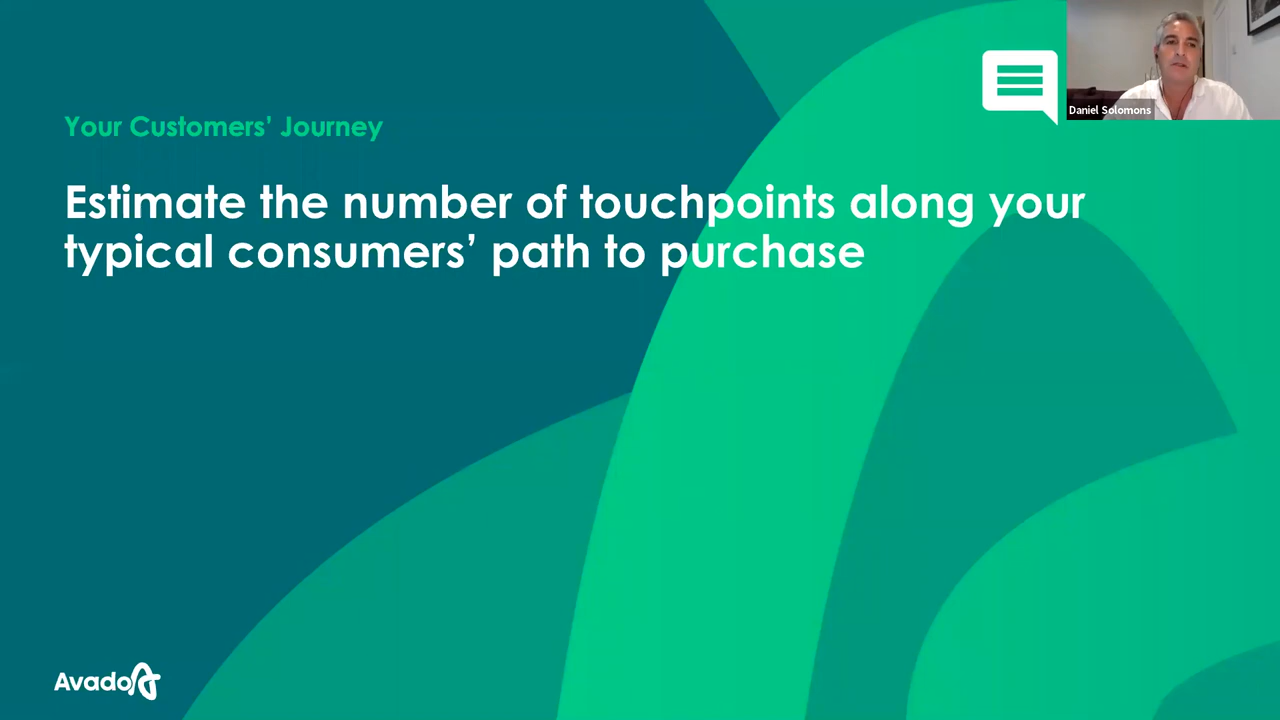 Daniel Solomons
Your Customers’ Journey
Estimate the number of touchpoints along your
typical consumers’ path to purchase
Avado